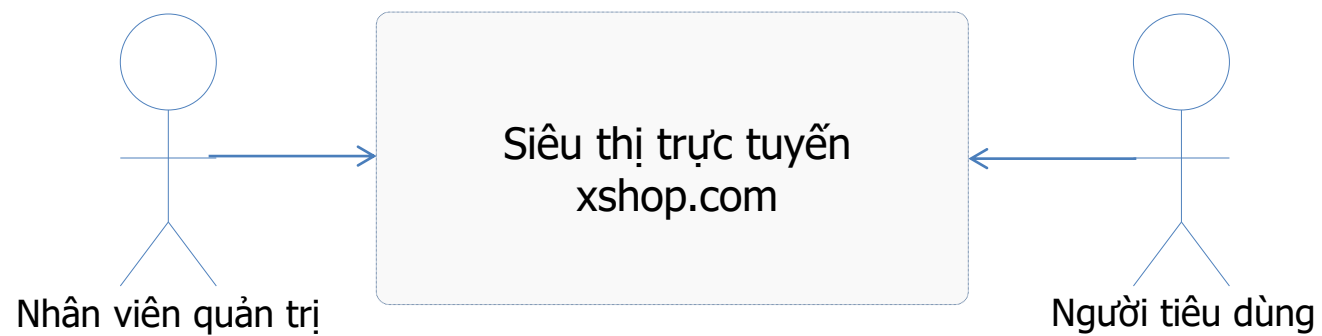 Siêu thị trực tuyến
xshop.com
Nhân viên quản trị
Người tiêu dùng